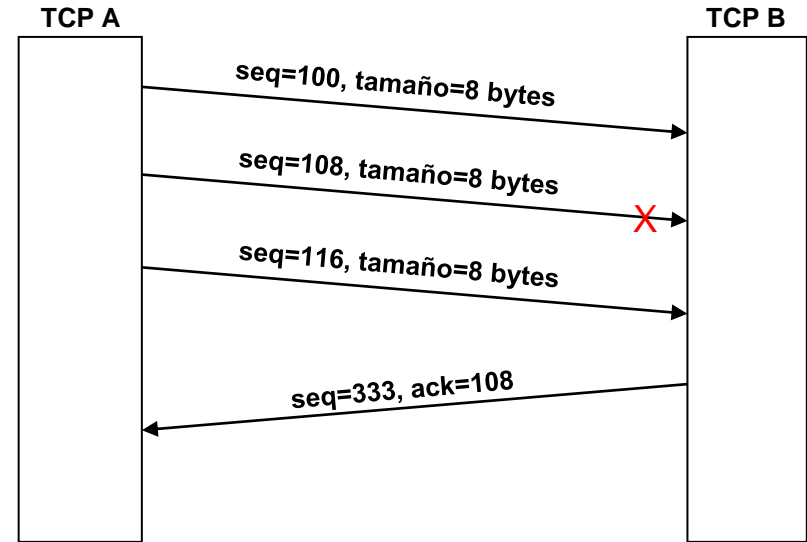 TCP A
TCP B
seq=100, tamaño=8 bytes
seq=108, tamaño=8 bytes
X
seq=116, tamaño=8 bytes
seq=333, ack=108